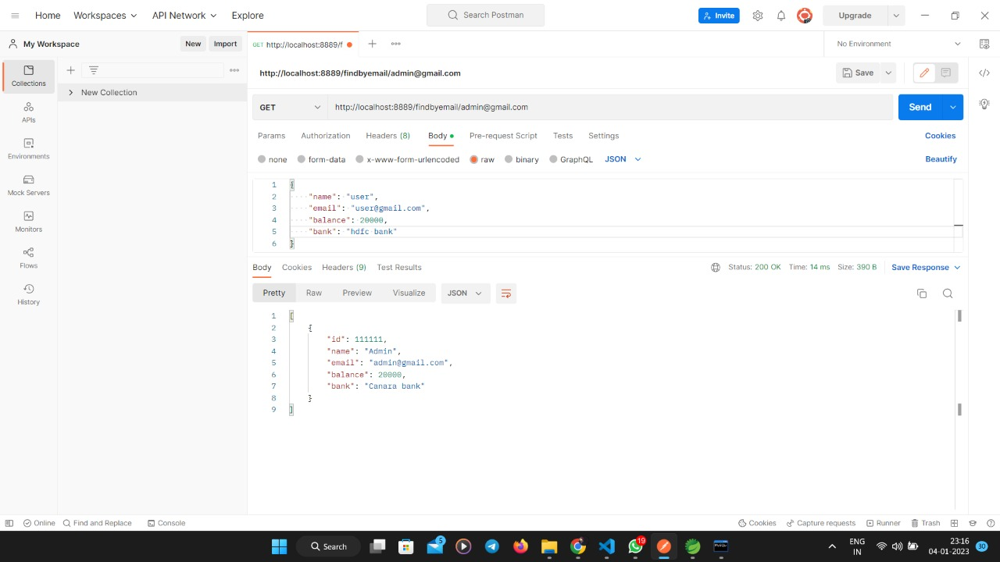 Home Workspaces API Network Explore Search Postman Invite Upgrade
My Workspace New Import GET http://localhost:8889/f No Environment
Collections
APIs
Environments
Mock Servers
Monitors
Flows
History
New Collection
http://localhost:8889/findbyemail/admin@gmail.com Save
GET http://localhost:8889/findbyemail/admin@gmail.com Send
Params Authorization Headers (8) Body Pre-request Script Tests Settings Cookies
none form-data x-www-form-urlencoded raw binary GraphQL JSON Beautify
1 {
2 "name": "user",
3 "email": "user@gmail.com",
4 "balance": 20000,
5 "bank": "hdfc bank"
6 }
Body Cookies Headers (9) Test Results Status: 200 OK Time: 14 ms Size: 390 B Save Response
Pretty Raw Preview Visualize JSON
1 [
2 {
3 "id": 111111,
4 "name": "Admin",
5 "email": "admin@gmail.com",
6 "balance": 20000,
7 "bank": "Canara bank"
8 }
9 ]
Online Find and Replace Console Cookies Capture requests Runner Trash
Search 5 19 ENG 23:16 30
IN 04-01-2023